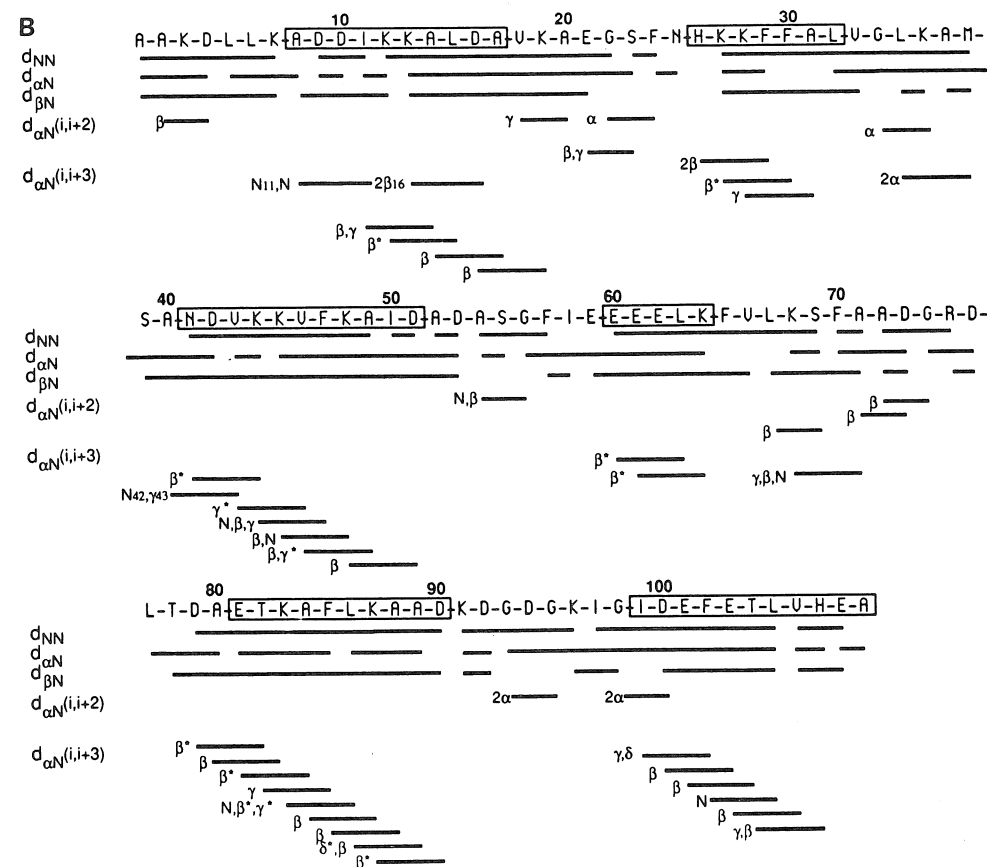 B
10 20 30
A-A-K-D-L-L-K-A-D-D-I-K-K-A-L-D-A-V-K-A-E-G-S-F-N-H-K-K-F-F-A-L-V-G-L-K-A-M-
dNN
dαN
dβN
dαN(i,i+2) β γ α α
β,γ
2β
dαN(i,i+3) N11,N 2β16 β* 2α
γ
β,γ
β*
β
β
40 50 60 70
S-A-N-D-V-K-K-V-F-K-A-I-D-A-D-A-S-G-F-I-E-E-E-E-L-K-F-V-L-K-S-F-A-A-D-G-R-D-
dNN
dαN
dβN
dαN(i,i+2) N,β β
β
β
dαN(i,i+3) β*
β* β* γ,β,N
N42,γ43
γ*
N,β,γ
β,N
β,γ*
β
80 90 100
L-T-D-A-E-T-K-A-F-L-K-A-A-D-K-D-G-D-G-K-I-G-I-D-E-F-E-T-L-V-H-E-A
dNN
dαN
dβN
dαN(i,i+2) 2α 2α
dαN(i,i+3) β* γ,δ
β β
β* β
γ N
N,β*,γ* β
β γ,β
β
δ*,β
β*